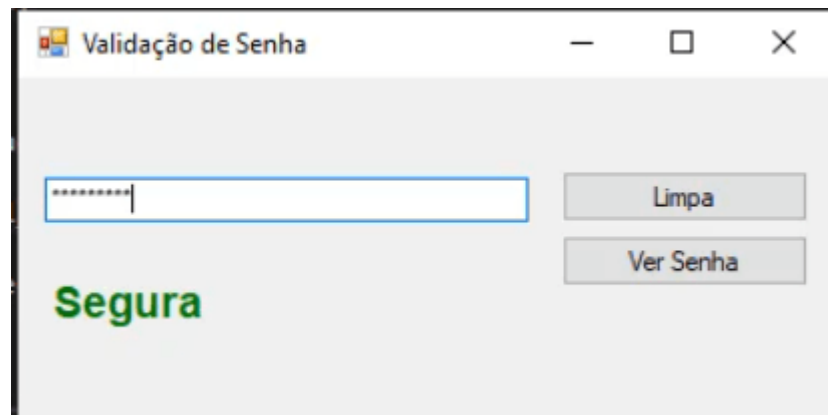 Validação de Senha
*********
Limpa
Ver Senha
Segura